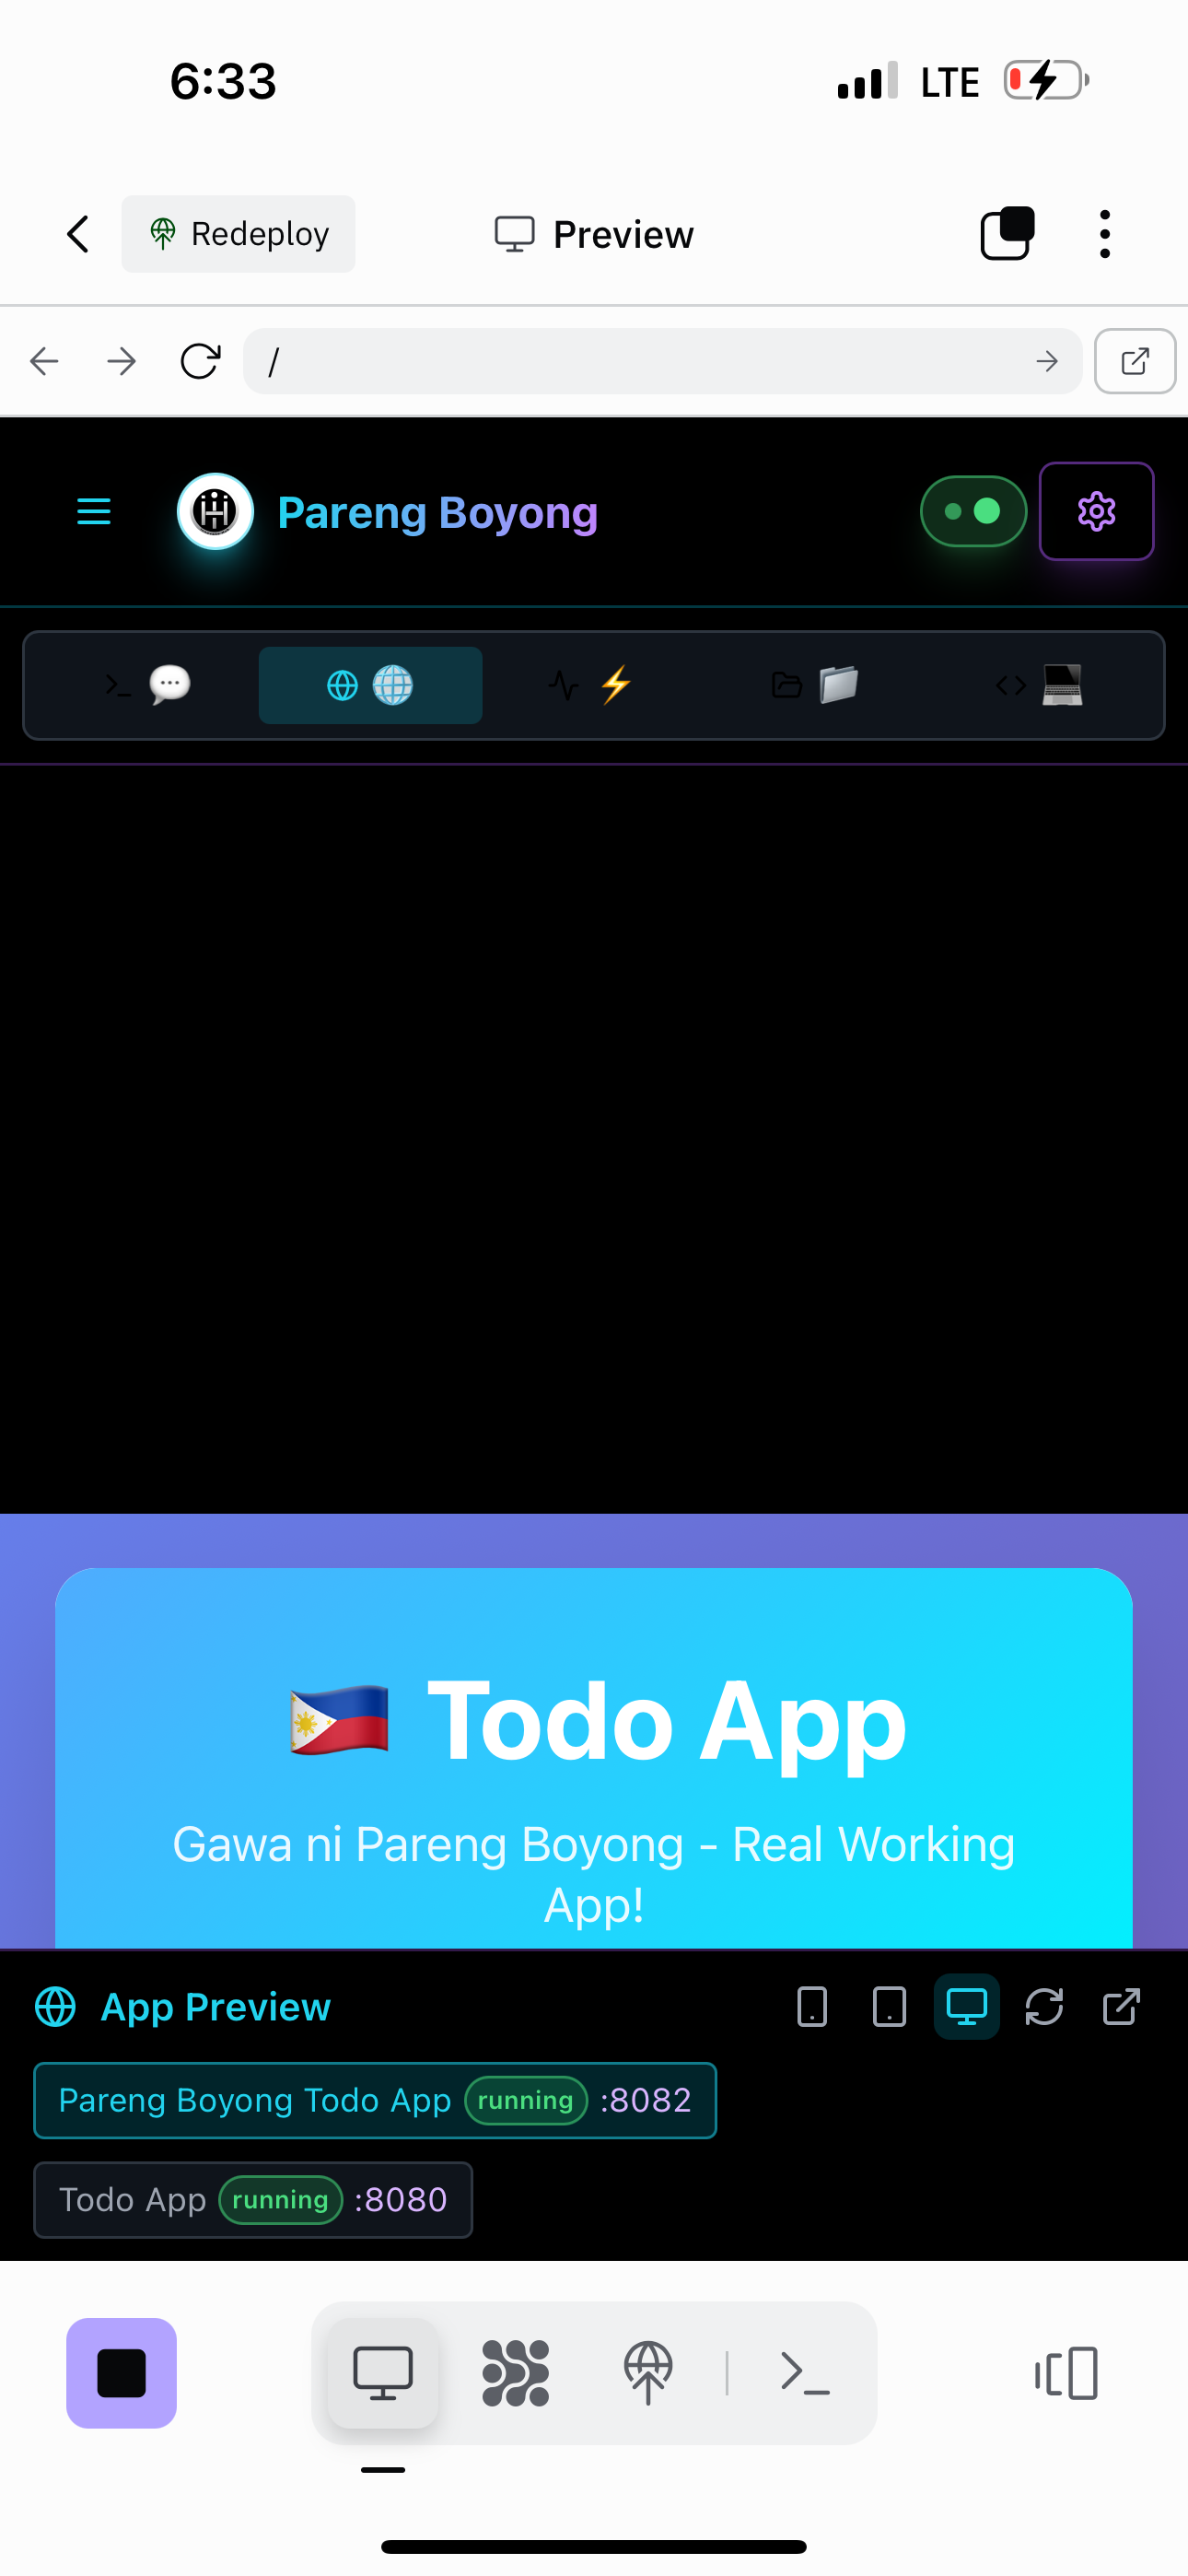 6:33
LTE
Redeploy
Preview
/
Pareng Boyong
🇵🇭 Todo App
Gawa ni Pareng Boyong - Real Working
App!
App Preview
Pareng Boyong Todo App running :8082
Todo App running :8080